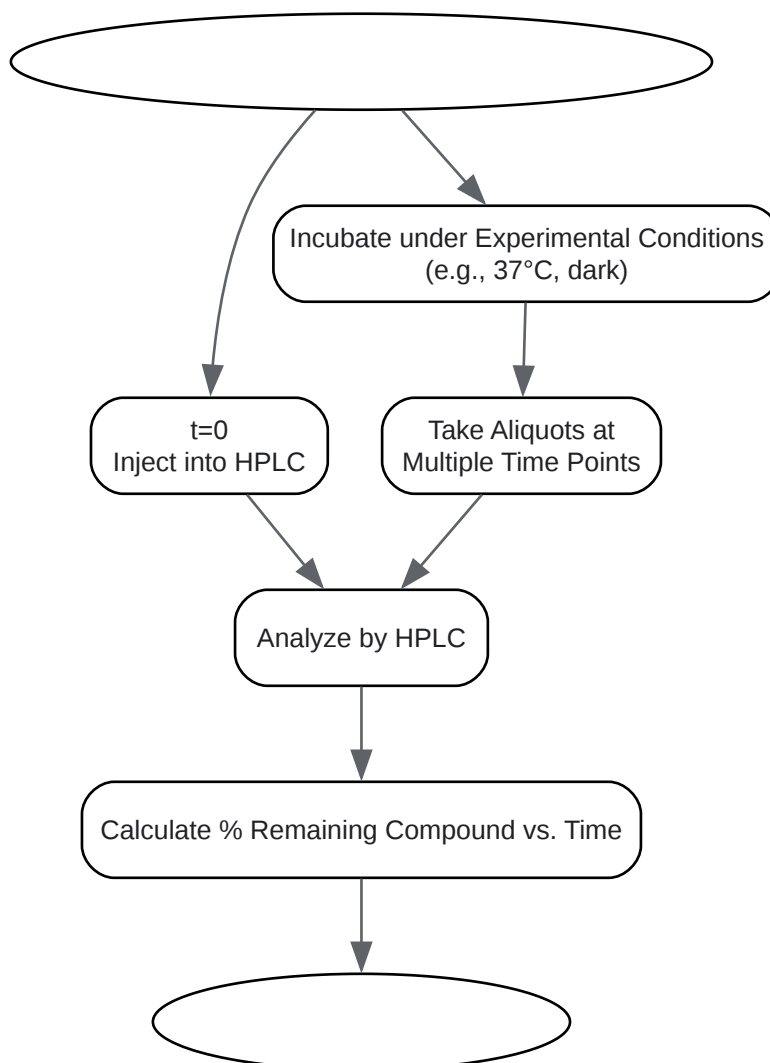 Incubate under Experimental Conditions
(e.g., 37°C, dark)
t=0
Inject into HPLC
Take Aliquots at
Multiple Time Points
Analyze by HPLC
Calculate % Remaining Compound vs. Time